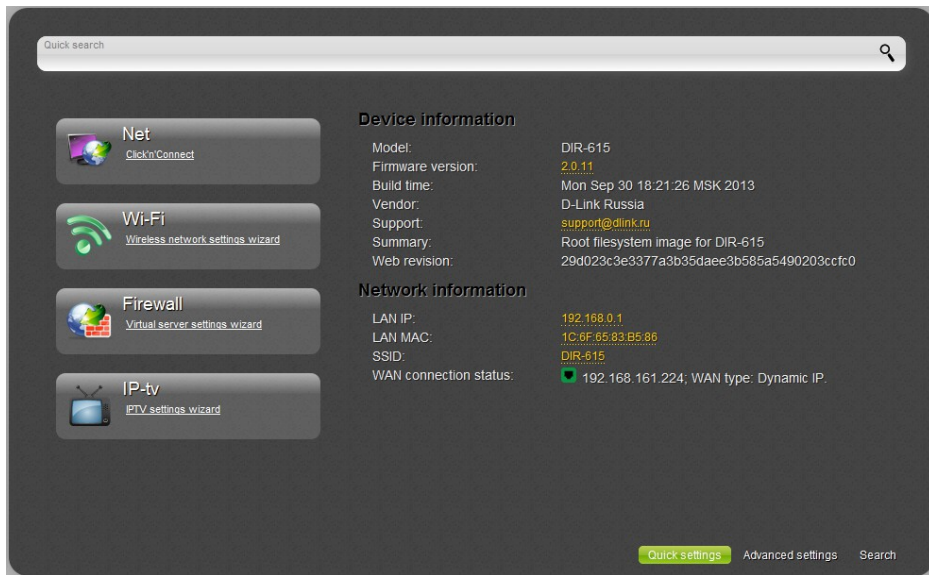 Quick search
Net
Click'n'Connect
Wi-Fi
Wireless network settings wizard
Firewall
Virtual server settings wizard
IP-tv
IPTV settings wizard
Device information
Model: DIR-615
Firmware version: 2.0.11
Build time: Mon Sep 30 18:21:26 MSK 2013
Vendor: D-Link Russia
Support: support@dlink.ru
Summary: Root filesystem image for DIR-615
Web revision: 29d023c3e3377a3b35daee3b585a5490203ccfc0
Network information
LAN IP: 192.168.0.1
LAN MAC: 1C:6F:65:83:B5:86
SSID: DIR-615
WAN connection status: 192.168.161.224; WAN type: Dynamic IP.
Quick settings Advanced settings Search